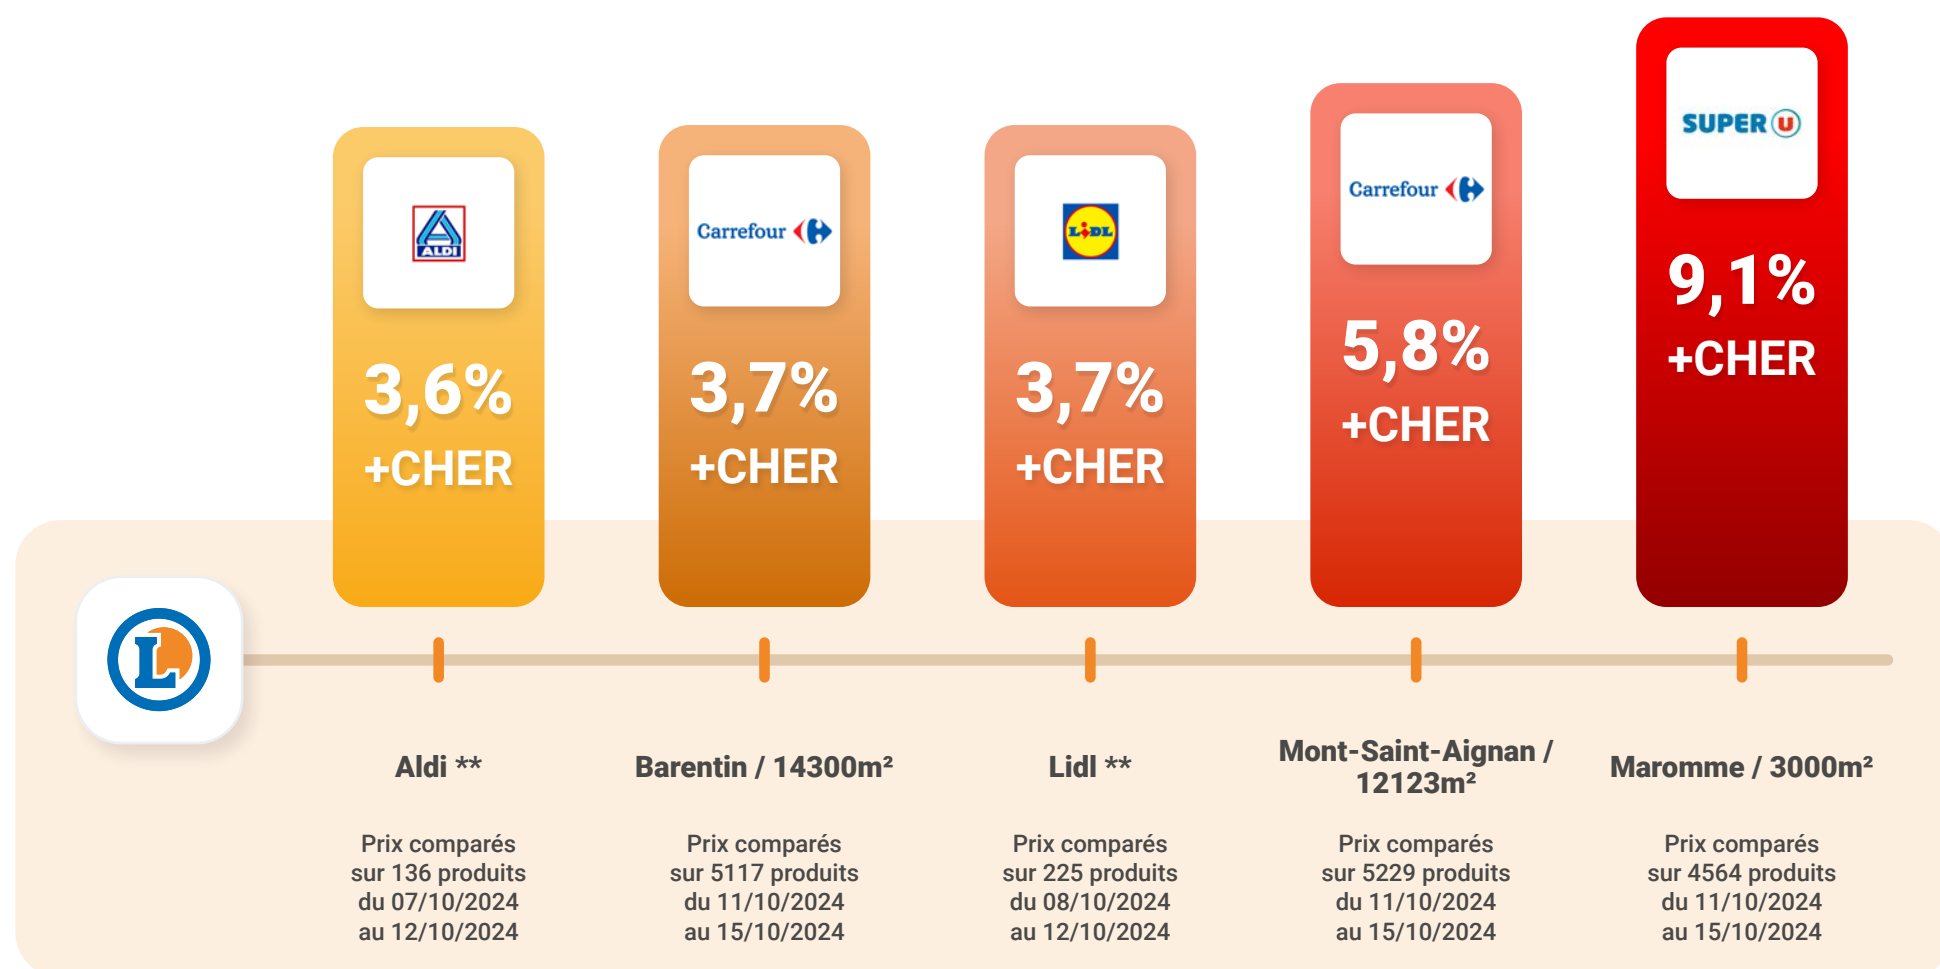 ALDI
3,6%
+CHER
Carrefour
3,7%
+CHER
LIDL
3,7%
+CHER
Carrefour
5,8%
+CHER
SUPER U
9,1%
+CHER
L
Aldi **
Prix comparés
sur 136 produits
du 07/10/2024
au 12/10/2024
Barentin / 14300m²
Prix comparés
sur 5117 produits
du 11/10/2024
au 15/10/2024
Lidl **
Prix comparés
sur 225 produits
du 08/10/2024
au 12/10/2024
Mont-Saint-Aignan /
12123m²
Prix comparés
sur 5229 produits
du 11/10/2024
au 15/10/2024
Maromme / 3000m²
Prix comparés
sur 4564 produits
du 11/10/2024
au 15/10/2024